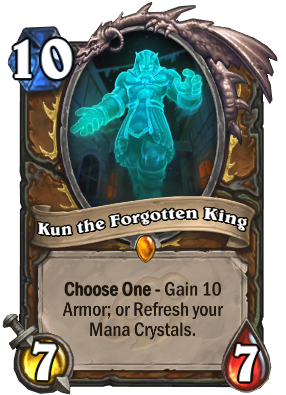 10
Kun the Forgotten King
Choose One - Gain 10
Armor; or Refresh your
Mana Crystals.
7
7